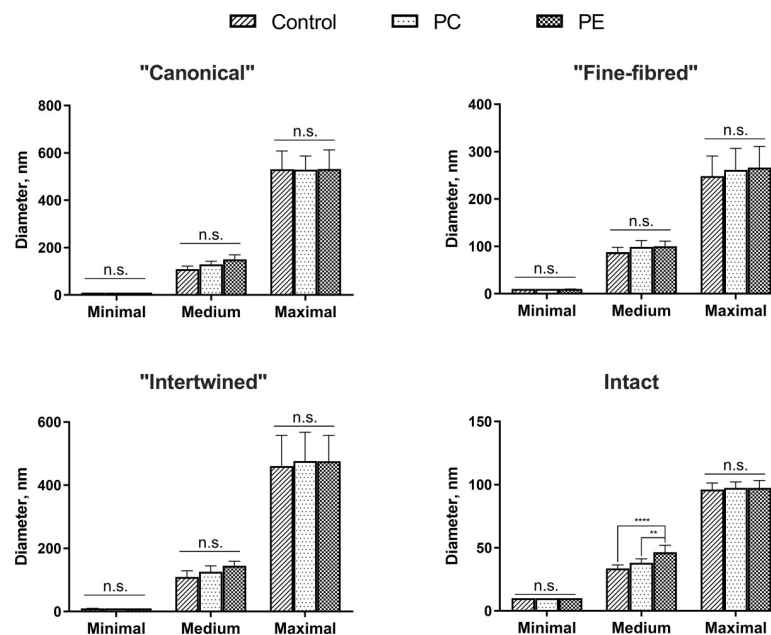 Control PC PE
"Canonical"
Diameter, nm
800
600
400
200
0
n.s.
n.s.
n.s.
Minimal Medium Maximal
"Fine-fibred"
Diameter, nm
400
300
200
100
0
n.s.
n.s.
n.s.
Minimal Medium Maximal
"Intertwined"
Diameter, nm
600
400
200
0
n.s.
n.s.
n.s.
Minimal Medium Maximal
Intact
Diameter, nm
150
100
50
0
n.s.
****
**
n.s.
Minimal Medium Maximal